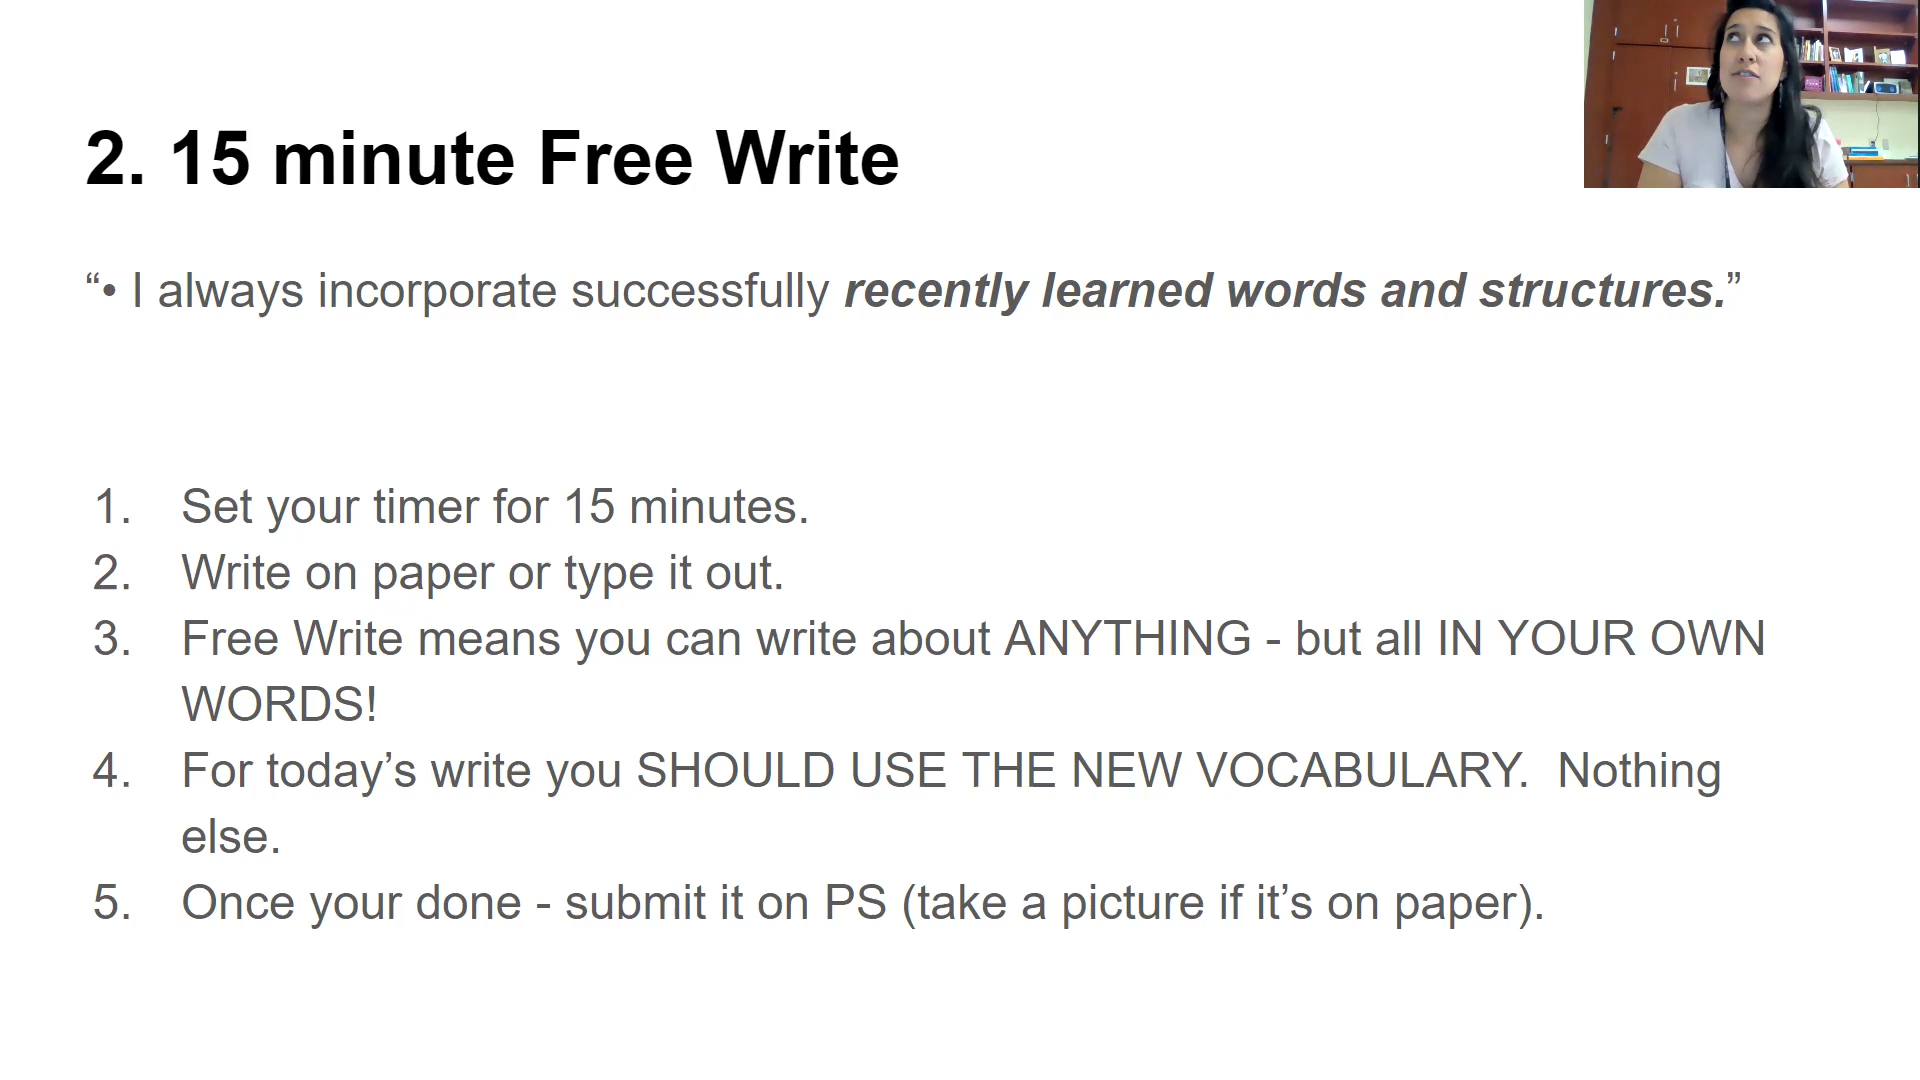 2. 15 minute Free Write
“• I always incorporate successfully recently learned words and structures.”
1. Set your timer for 15 minutes.
2. Write on paper or type it out.
3. Free Write means you can write about ANYTHING - but all IN YOUR OWN
WORDS!
4. For today’s write you SHOULD USE THE NEW VOCABULARY.  Nothing
else.
5. Once your done - submit it on PS (take a picture if it’s on paper).